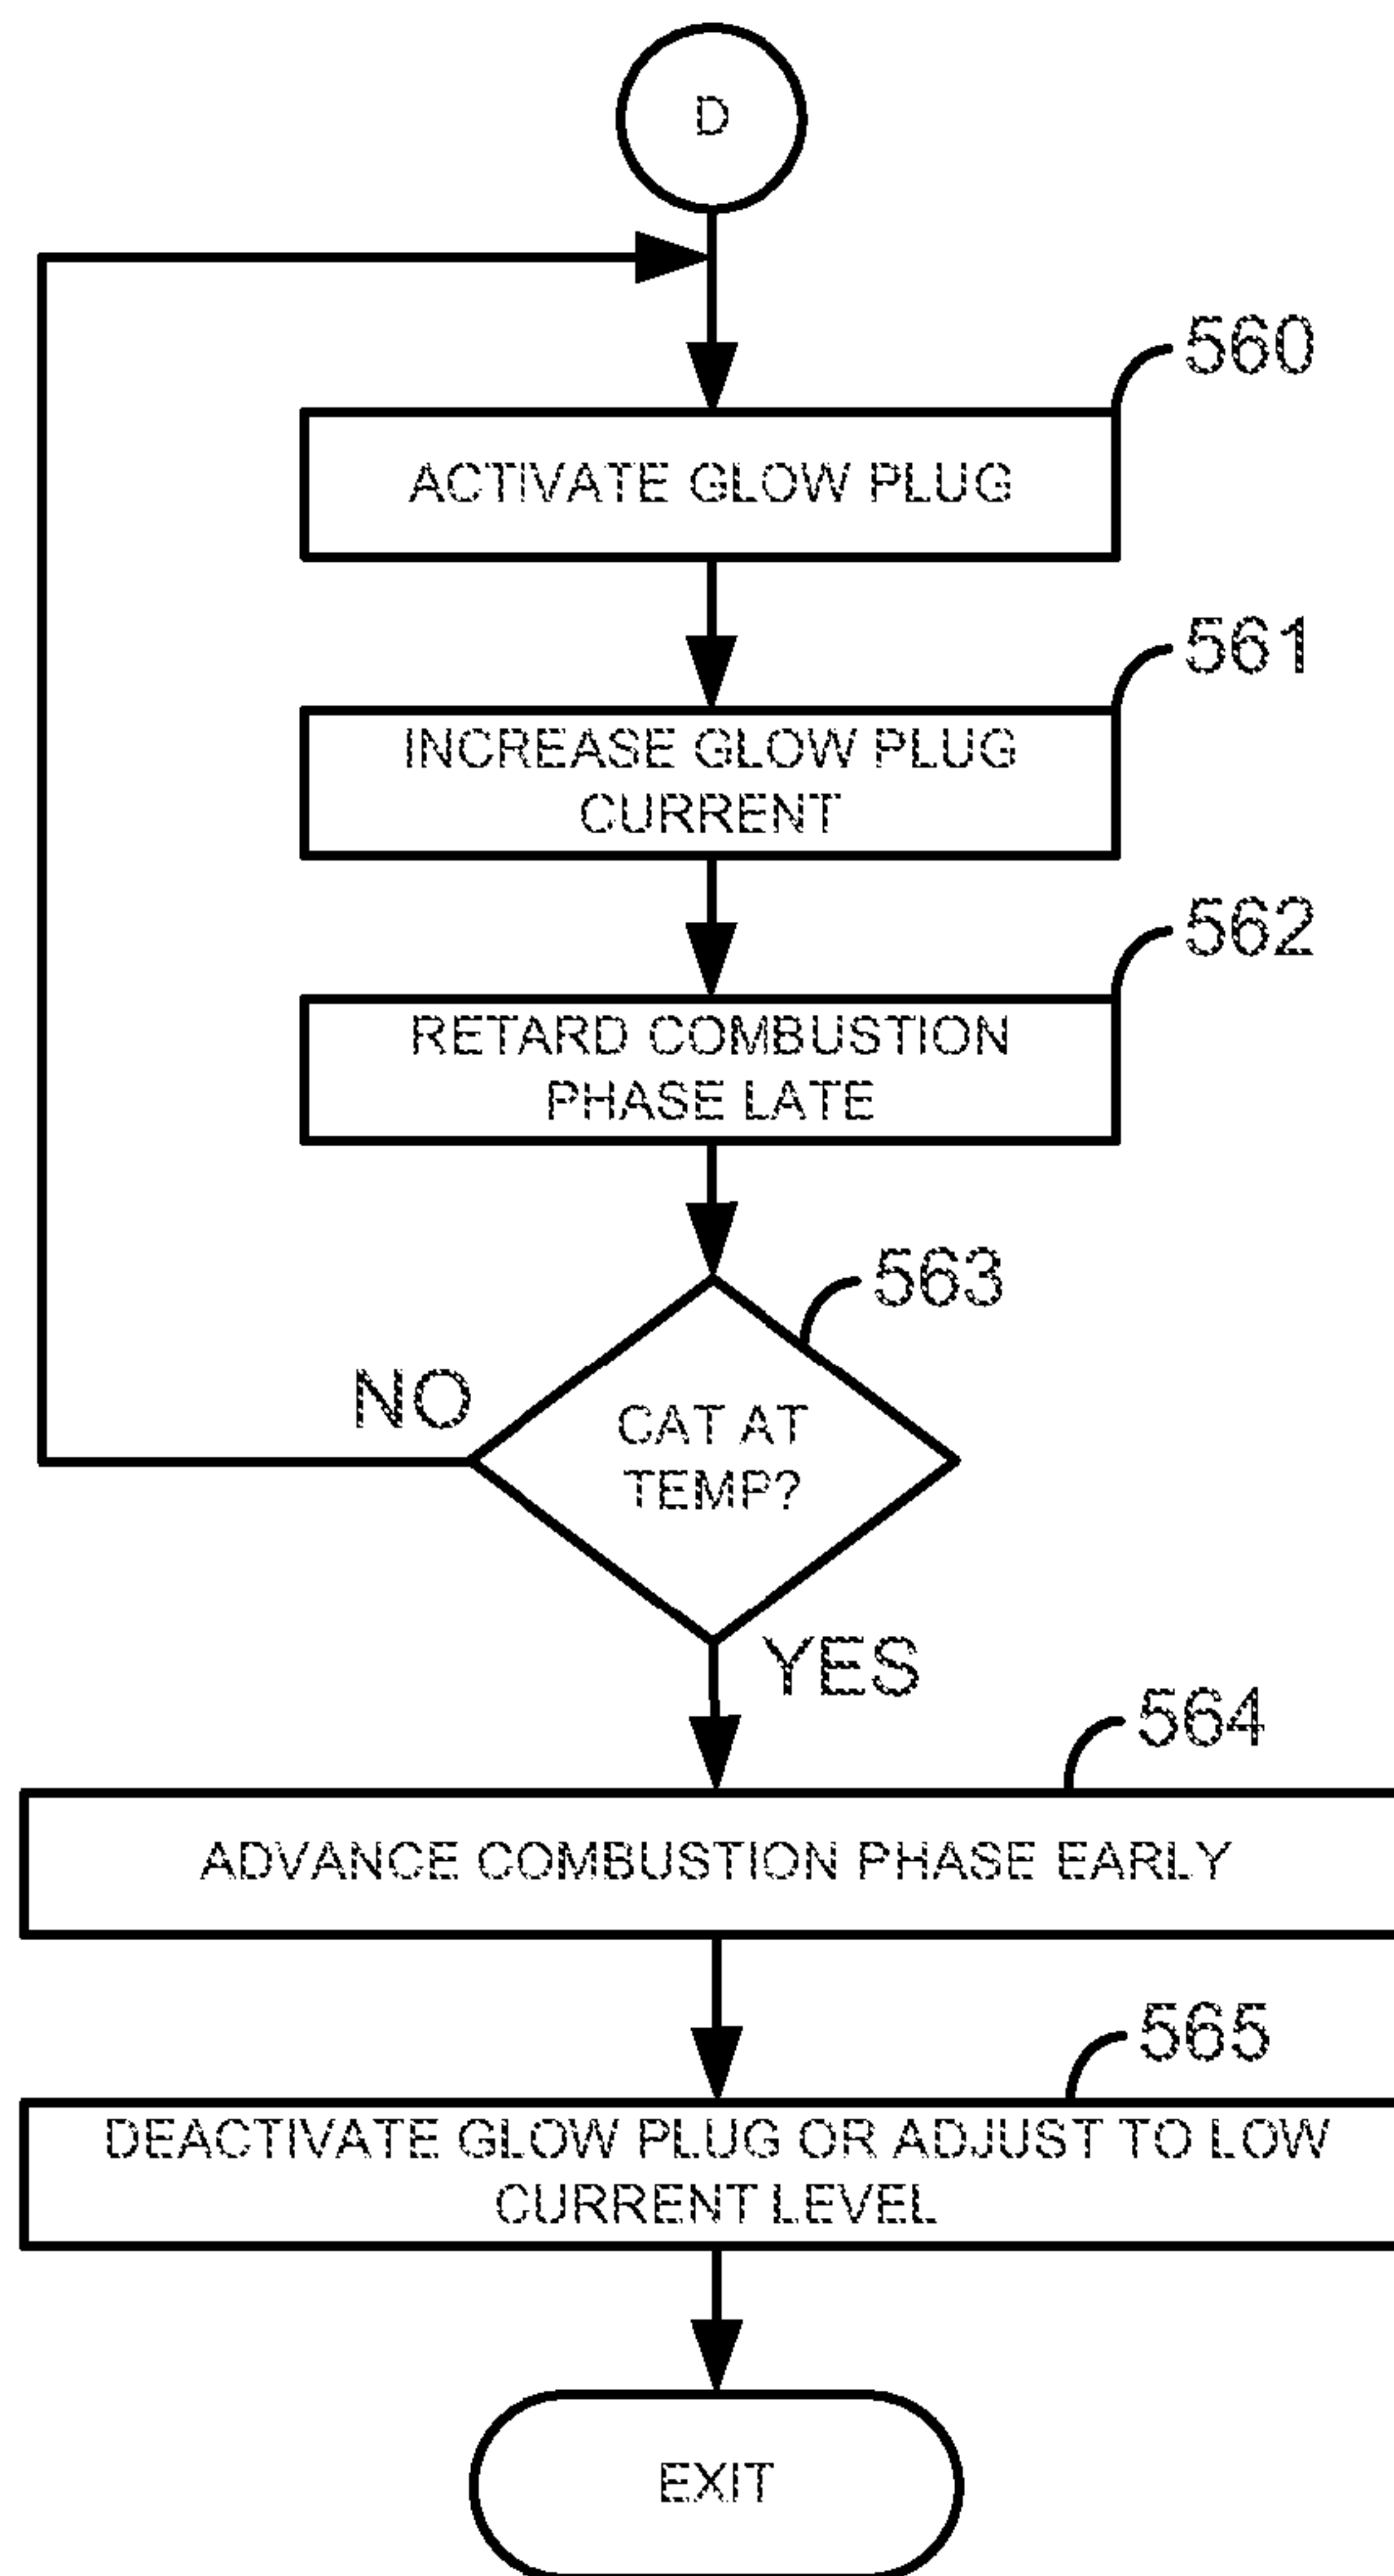 D
560
ACTIVATE GLOW PLUG
561
INCREASE GLOW PLUG
CURRENT
562
RETARD COMBUSTION
PHASE LATE
563
NO
CAT AT
TEMP?
YES
564
ADVANCE COMBUSTION PHASE EARLY
565
DEACTIVATE GLOW PLUG OR ADJUST TO LOW
CURRENT LEVEL
EXIT